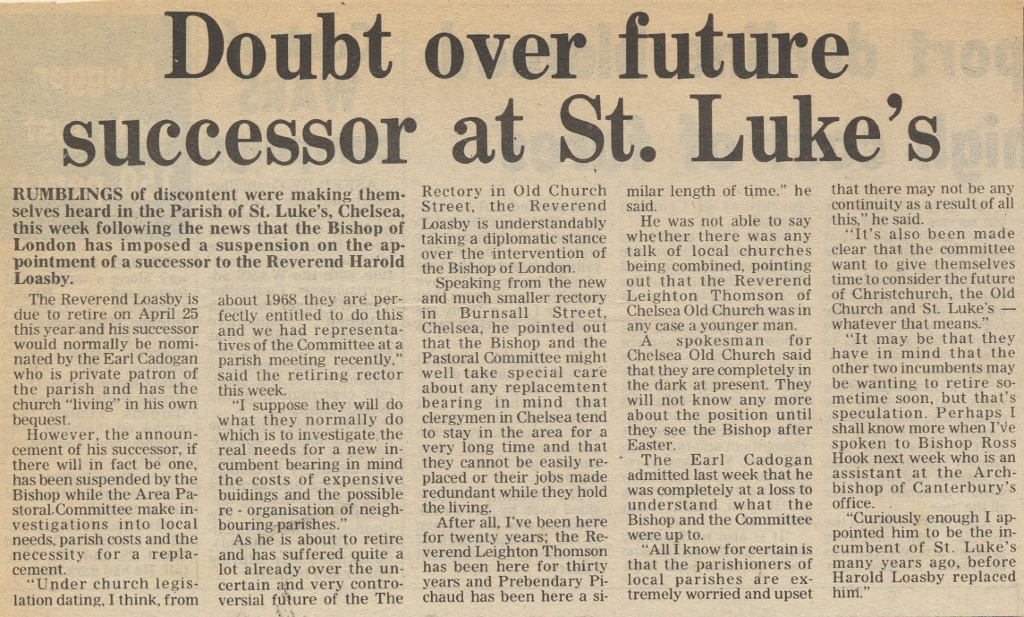 Doubt over future
successor at St. Luke's
RUMBLINGS of discontent were making them-
selves heard in the Parish of St. Luke's, Chelsea,
this week following the news that the Bishop of
London has imposed a suspension on the ap-
pointment of a successor to the Reverend Harold
Loasby.
The Reverend Loasby is
due to retire on April 25
this year and his successor
would normally be nomi-
nated by the Earl Cadogan
who is private patron of
the parish and has the
church "living" in his own
bequest.
However, the announ-
cement of his successor, if
there will in fact be one,
has been suspended by the
Bishop while the Area Pa-
storal.Committee make in-
vestigations into local
needs, parish costs and the
necessity for a repla-
cement.
"Under church legis-
lation dating, I think, from
about 1968 they are per-
fectly entitled to do this
and we had representa-
tives of the Committee at a
parish meeting recently,"
said the retiring rector
this week.
"I suppose they will do
what they normally do
which is to investigate the
real needs for a new in-
cumbent bearing in mind
the costs of expensive
buidings and the possible
re - organisation of neigh-
bouring parishes."
As he is about to retire
and has suffered quite a
lot already over the un-
certain and very contro-
versial future of the The
Rectory in Old Church
Street, the Reverend
Loasby is understandably
taking a diplomatic stance
over the intervention of
the Bishop of London.
Speaking from the new
and much smaller rectory
in Burnsall Street,
Chelsea, he pointed out
that the Bishop and the
Pastoral Committee might
well take special care
about any replacemtent
bearing in mind that
clergymen in Chelsea tend
to stay in the area for a
very long time and that
they cannot be easily re-
placed or their jobs made
redundant while they hold
the living.
After all, I've been here
for twenty years; the Re-
verend Leighton Thomson
has been here for thirty
years and Prebendary Pi-
chaud has been here a si-
milar length of time." he
said.
He was not able to say
whether there was any
talk of local churches
being combined, pointing
out that the Reverend
Leighton Thomson of
Chelsea Old Church was in
any case a younger man.
A spokesman for
Chelsea Old Church said
that they are completely in
the dark at present. They
will not know any more
about the position until
they see the Bishop after
Easter.
The Earl Cadogan
admitted last week that he
was completely at a loss to
understand what the
Bishop and the Committee
were up to.
"All I know for certain is
that the parishioners of
local parishes are ex-
tremely worried and upset
that there may not be any
continuity as a result of all
this," he said.
"It's also been made
clear that the committee
want to give themselves
time to consider the future
of Christchurch, the Old
Church and St. Luke's —
whatever that means."
"It may be that they
have in mind that the
other two incumbents may
be wanting to retire so-
metime soon, but that's
speculation. Perhaps I
shall know more when I've
spoken to Bishop Ross
Hook next week who is an
assistant at the Arch-
bishop of Canterbury's
office.
"Curiously enough I ap-
pointed him to be the in-
cumbent of St. Luke's
many years ago, before
Harold Loasby replaced
him."